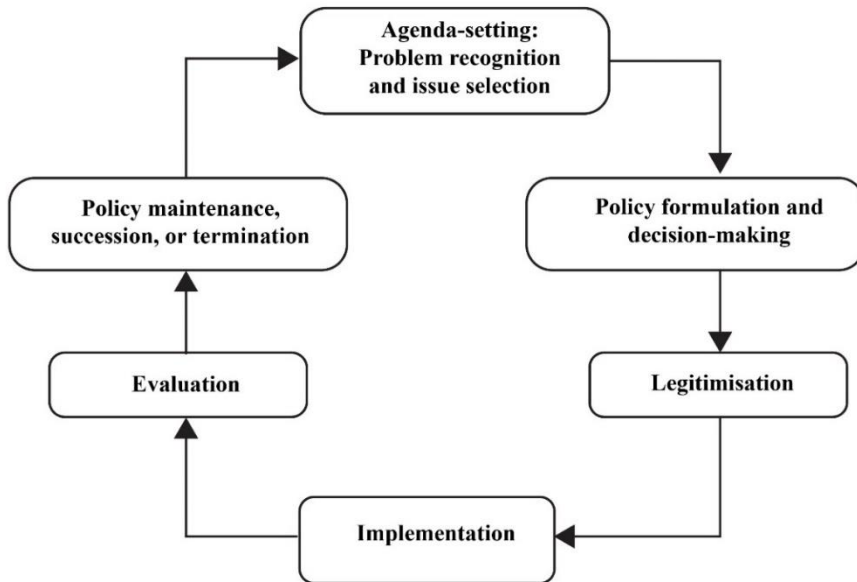 Agenda-setting:
Problem recognition
and issue selection
Policy formulation and
decision-making
Legitimisation
Implementation
Evaluation
Policy maintenance,
succession, or termination